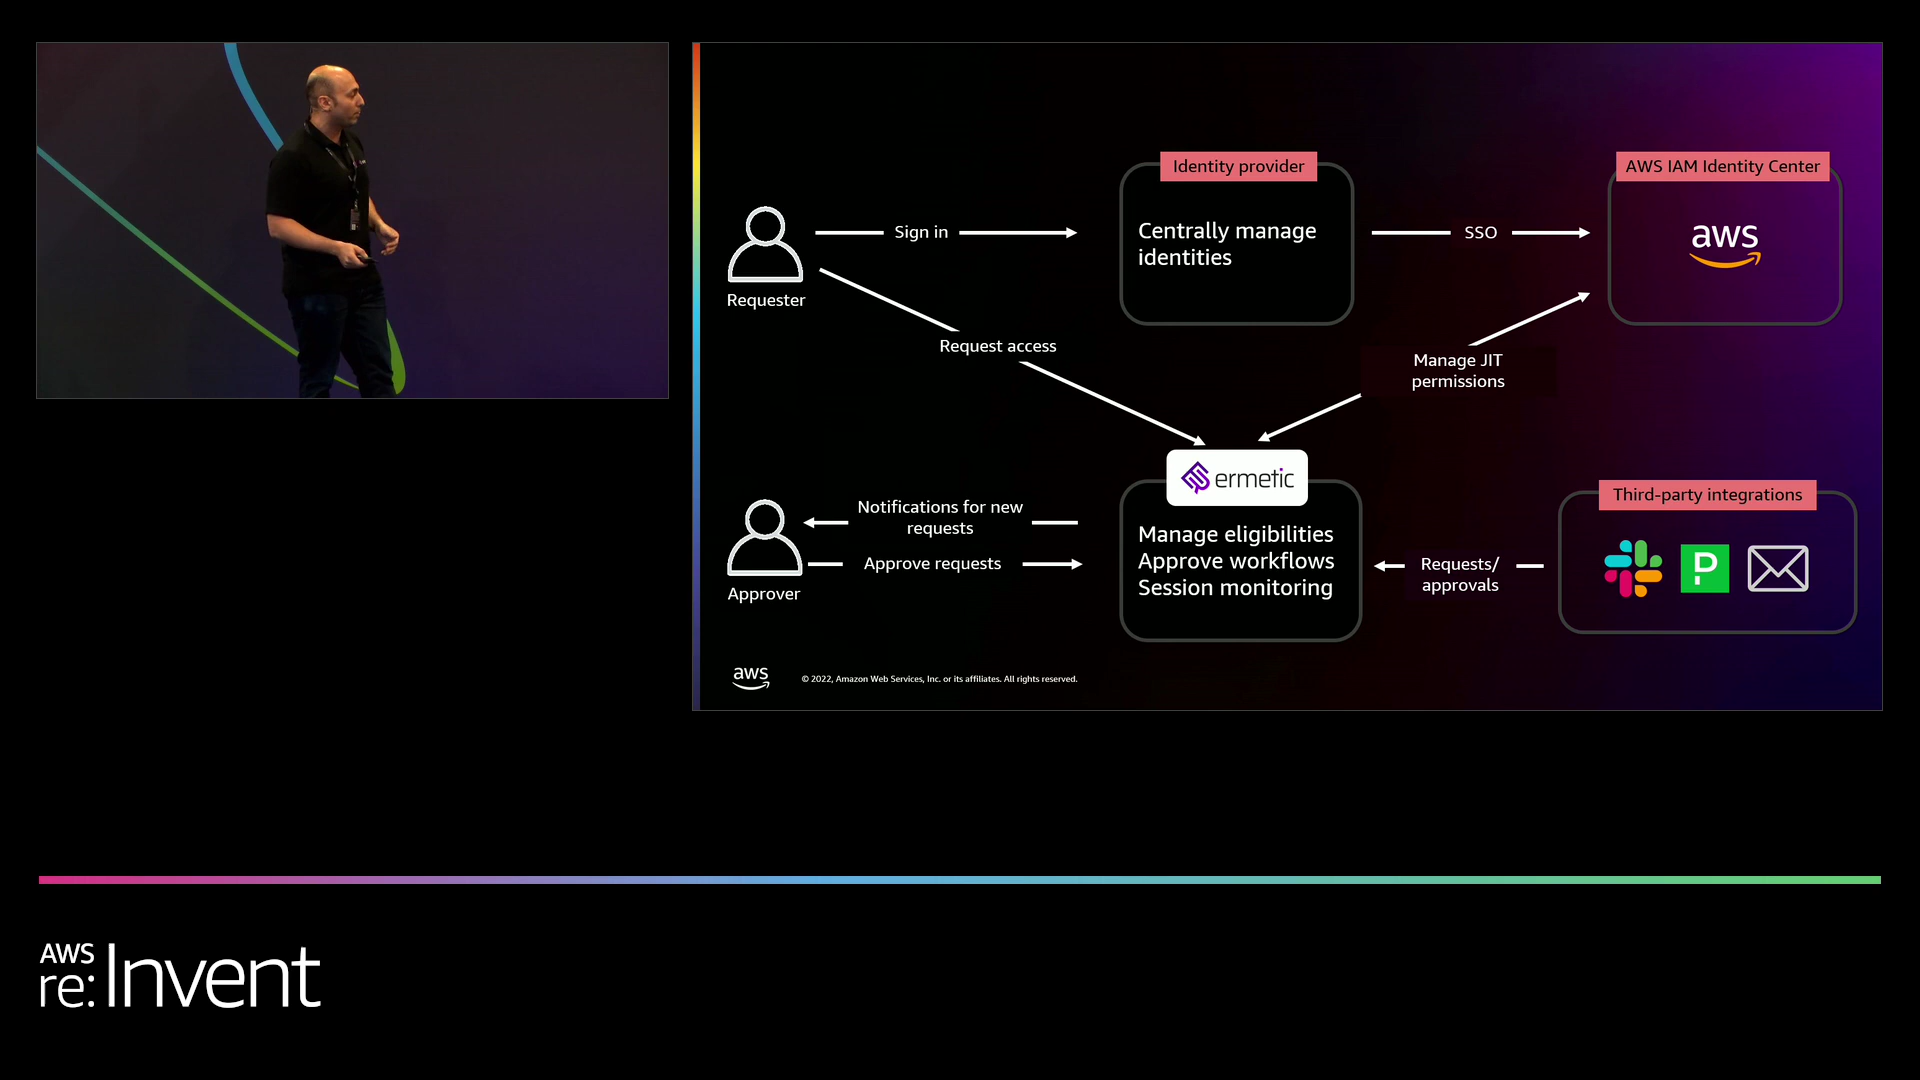 Identity provider
AWS IAM Identity Center
Sign in
Centrally manage
identities
SSO
aws
Requester
Request access
Manage JIT
permissions
ermetic
Third-party integrations
Notifications for new
requests
Approve requests
Manage eligibilities
Approve workflows
Session monitoring
Requests/
approvals
P
Approver
aws
© 2022, Amazon Web Services, Inc. or its affiliates. All rights reserved.
AWS
re:Invent